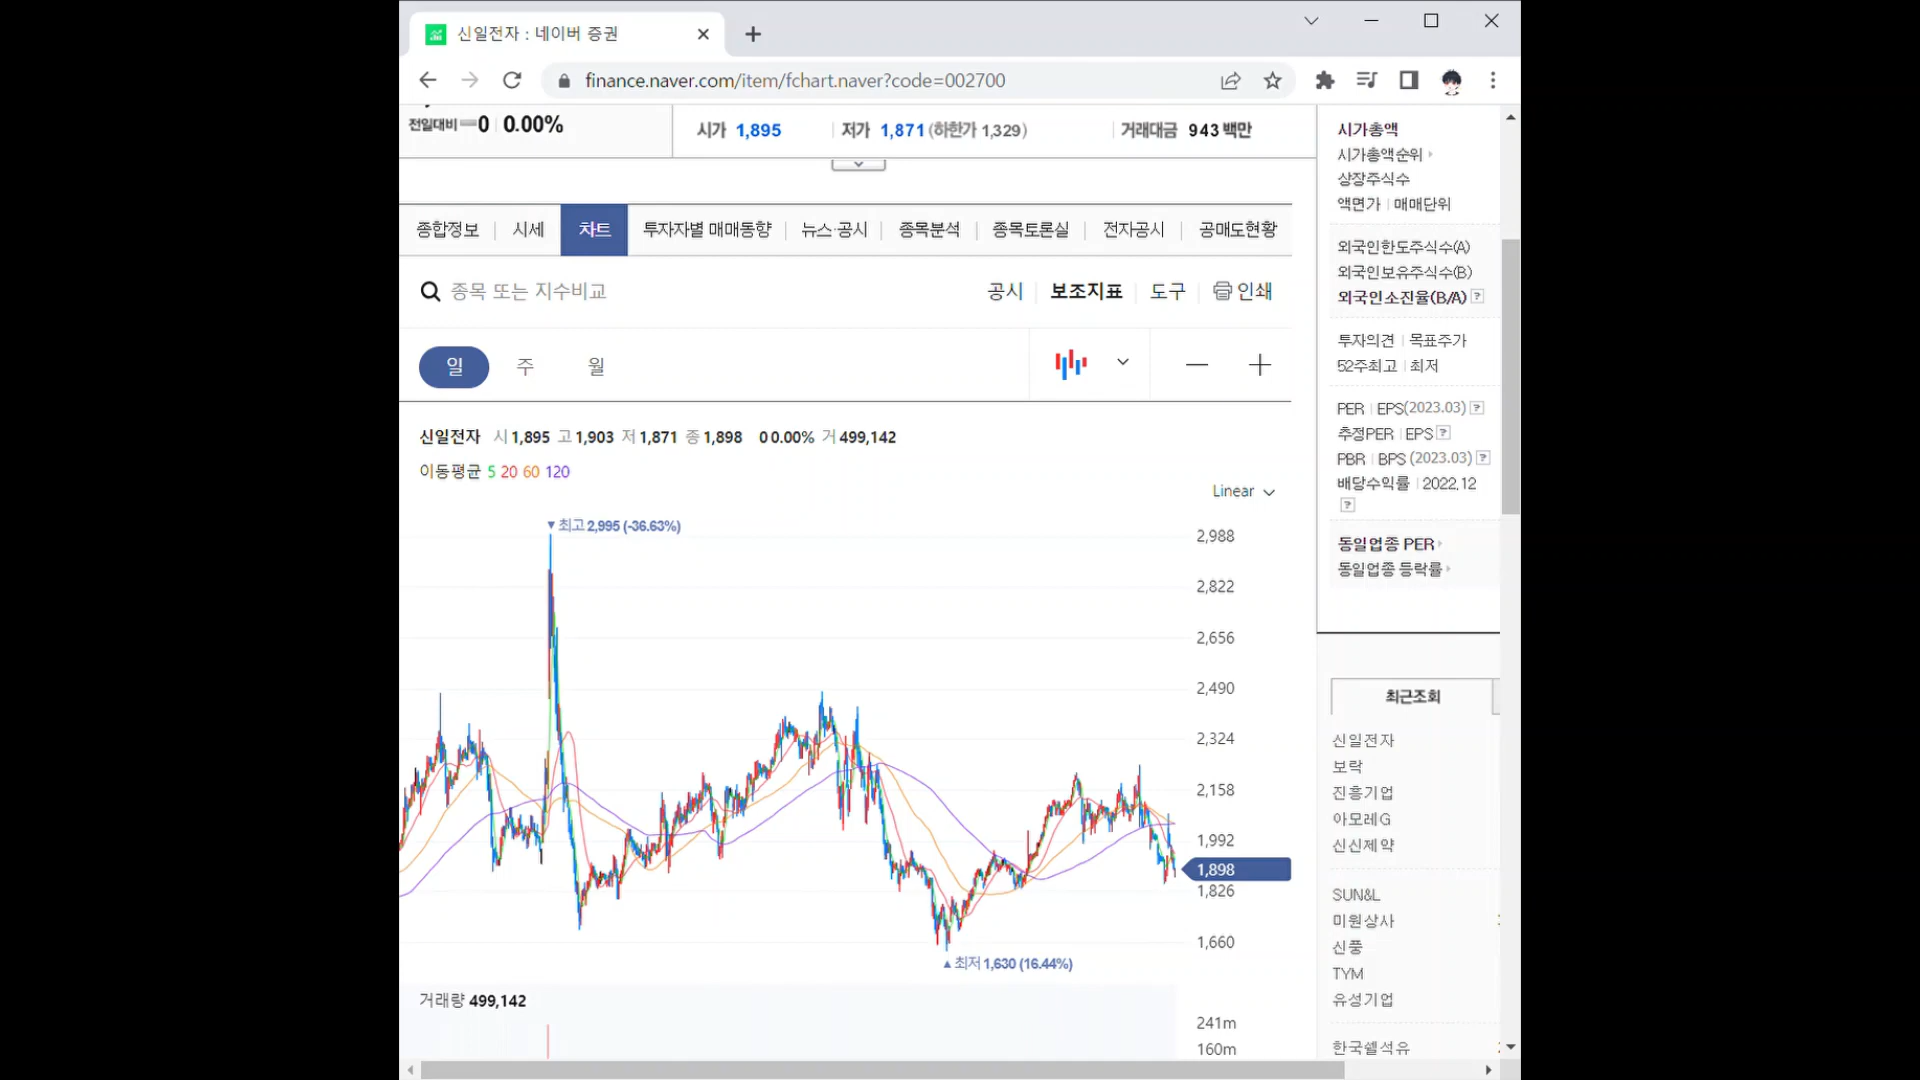 신일전자 : 네이버 증권
finance.naver.com/item/fchart.naver?code=002700
전일대비 0 0.00%
시가 1,895 저가 1,871 (하한가 1,329) 거래대금 943 백만
종합정보 시세 차트 투자자별 매매동향 뉴스·공시 종목분석 종목토론실 전자공시 공매도현황
종목 또는 지수비교
공시 보조지표 도구 인쇄
일 주 월
신일전자 시 1,895 고 1,903 저 1,871 종 1,898 0 0.00% 거 499,142
이동평균 5 20 60 120
Linear
▼최고 2,995 (-36.63%)
2,988
2,822
2,656
2,490
2,324
2,158
1,992
1,898
1,826
1,660
▲최저 1,630 (16.44%)
거래량 499,142
241m
160m
시가총액
시가총액순위
상장주식수
액면가 매매단위
외국인한도주식수(A)
외국인보유주식수(B)
외국인소진율(B/A) ?
투자의견 목표주가
52주최고 최저
PER EPS(2023.03) ?
추정PER EPS ?
PBR BPS (2023.03) ?
배당수익률 2022.12
?
동일업종 PER
동일업종 등락률
최근조회
신일전자
보락
진흥기업
아모레G
신신제약
SUN&L
미원상사
신풍
TYM
유성기업
한국쉘석유